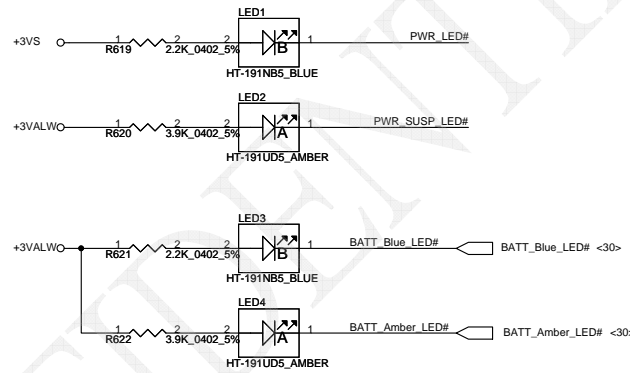 LED1
+3VS 1 2 2 B 1 PWR_LED#
R619 2.2K_0402_5%
HT-191NB5_BLUE
LED2
+3VALW 1 2 2 A 1 PWR_SUSP_LED#
R620 3.9K_0402_5%
HT-191UD5_AMBER
LED3
+3VALW 1 2 2 B 1 BATT_Blue_LED# BATT_Blue_LED# <30>
R621 2.2K_0402_5%
HT-191NB5_BLUE
LED4
1 2 2 A 1 BATT_Amber_LED# BATT_Amber_LED# <30>
R622 3.9K_0402_5%
HT-191UD5_AMBER